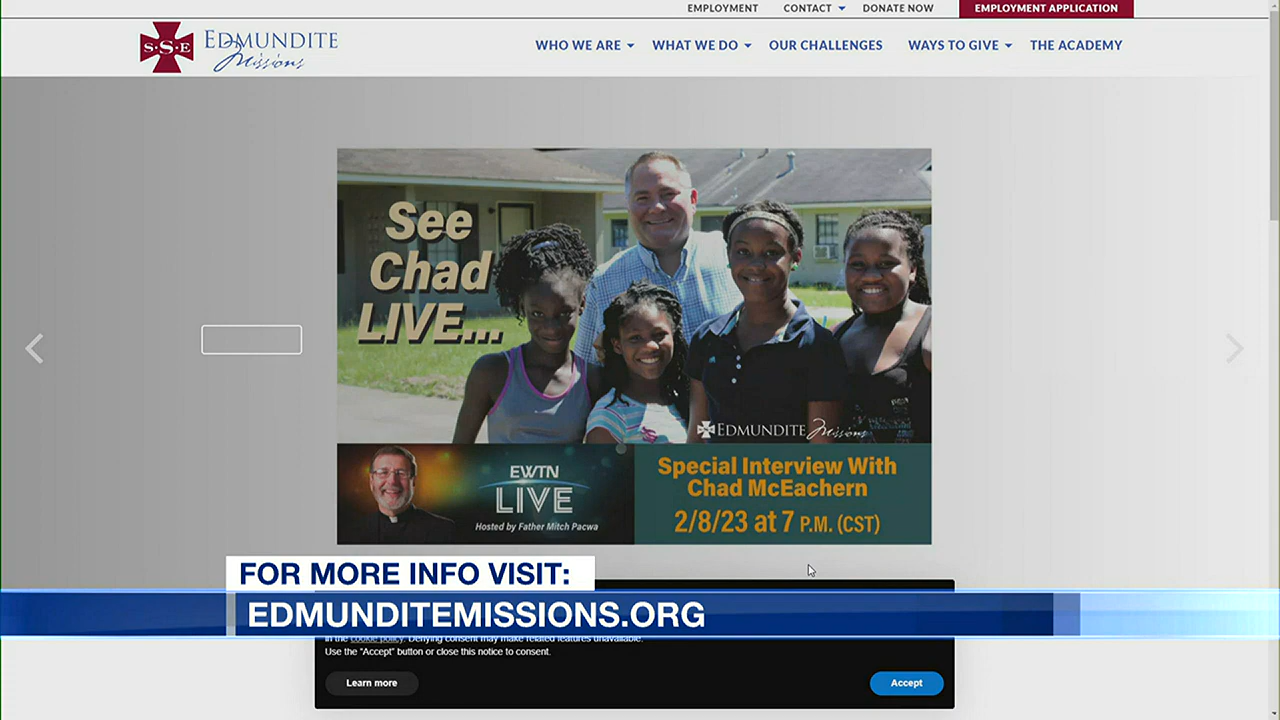 EMPLOYMENT CONTACT DONATE NOW EMPLOYMENT APPLICATION
S·S·E
EDMUNDITE
Missions
WHO WE ARE WHAT WE DO OUR CHALLENGES WAYS TO GIVE THE ACADEMY
See
Chad
LIVE...
EDMUNDITE Missions
EWTN
LIVE
Hosted by Father Mitch Pacwa
Special Interview With
Chad McEachern
2/8/23 at 7 P.M. (CST)
FOR MORE INFO VISIT:
EDMUNDITEMISSIONS.ORG
in the cookie policy. Denying consent may make related features unavailable.
Use the "Accept" button or close this notice to consent.
Learn more
Accept